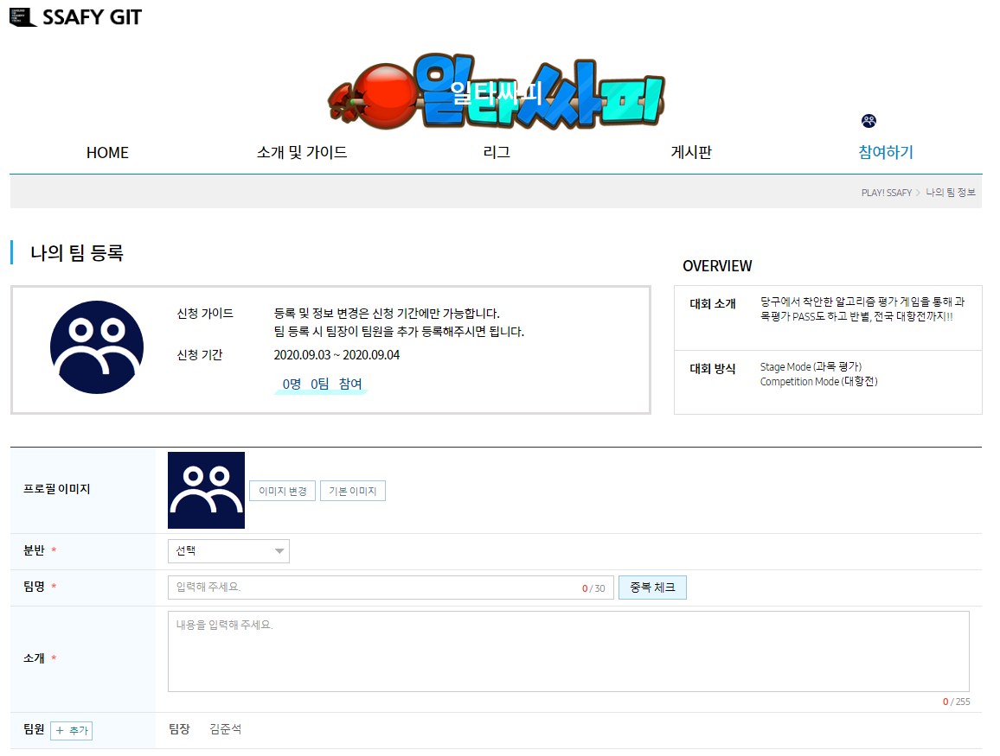 SSAFY GIT
일타싸피
일타싸피
HOME 소개 및 가이드 리그 게시판 참여하기
PLAY! SSAFY > 나의 팀 정보
나의 팀 등록
신청 가이드 등록 및 정보 변경은 신청 기간에만 가능합니다.
팀 등록 시 팀장이 팀원을 추가 등록해주시면 됩니다.
신청 기간 2020.09.03 ~ 2020.09.04
0명 0팀 참여
OVERVIEW
대회 소개 당구에서 착안한 알고리즘 평가 게임을 통해 과
목평가 PASS도 하고 반별, 전국 대항전까지!!
대회 방식 Stage Mode (과목 평가)
Competition Mode (대항전)
프로필 이미지 이미지 변경 기본 이미지
분반 * 선택
팀명 * 입력해 주세요. 0 / 30 중복 체크
소개 * 내용을 입력해 주세요.
0 / 255
팀원 + 추가 팀장 김준석